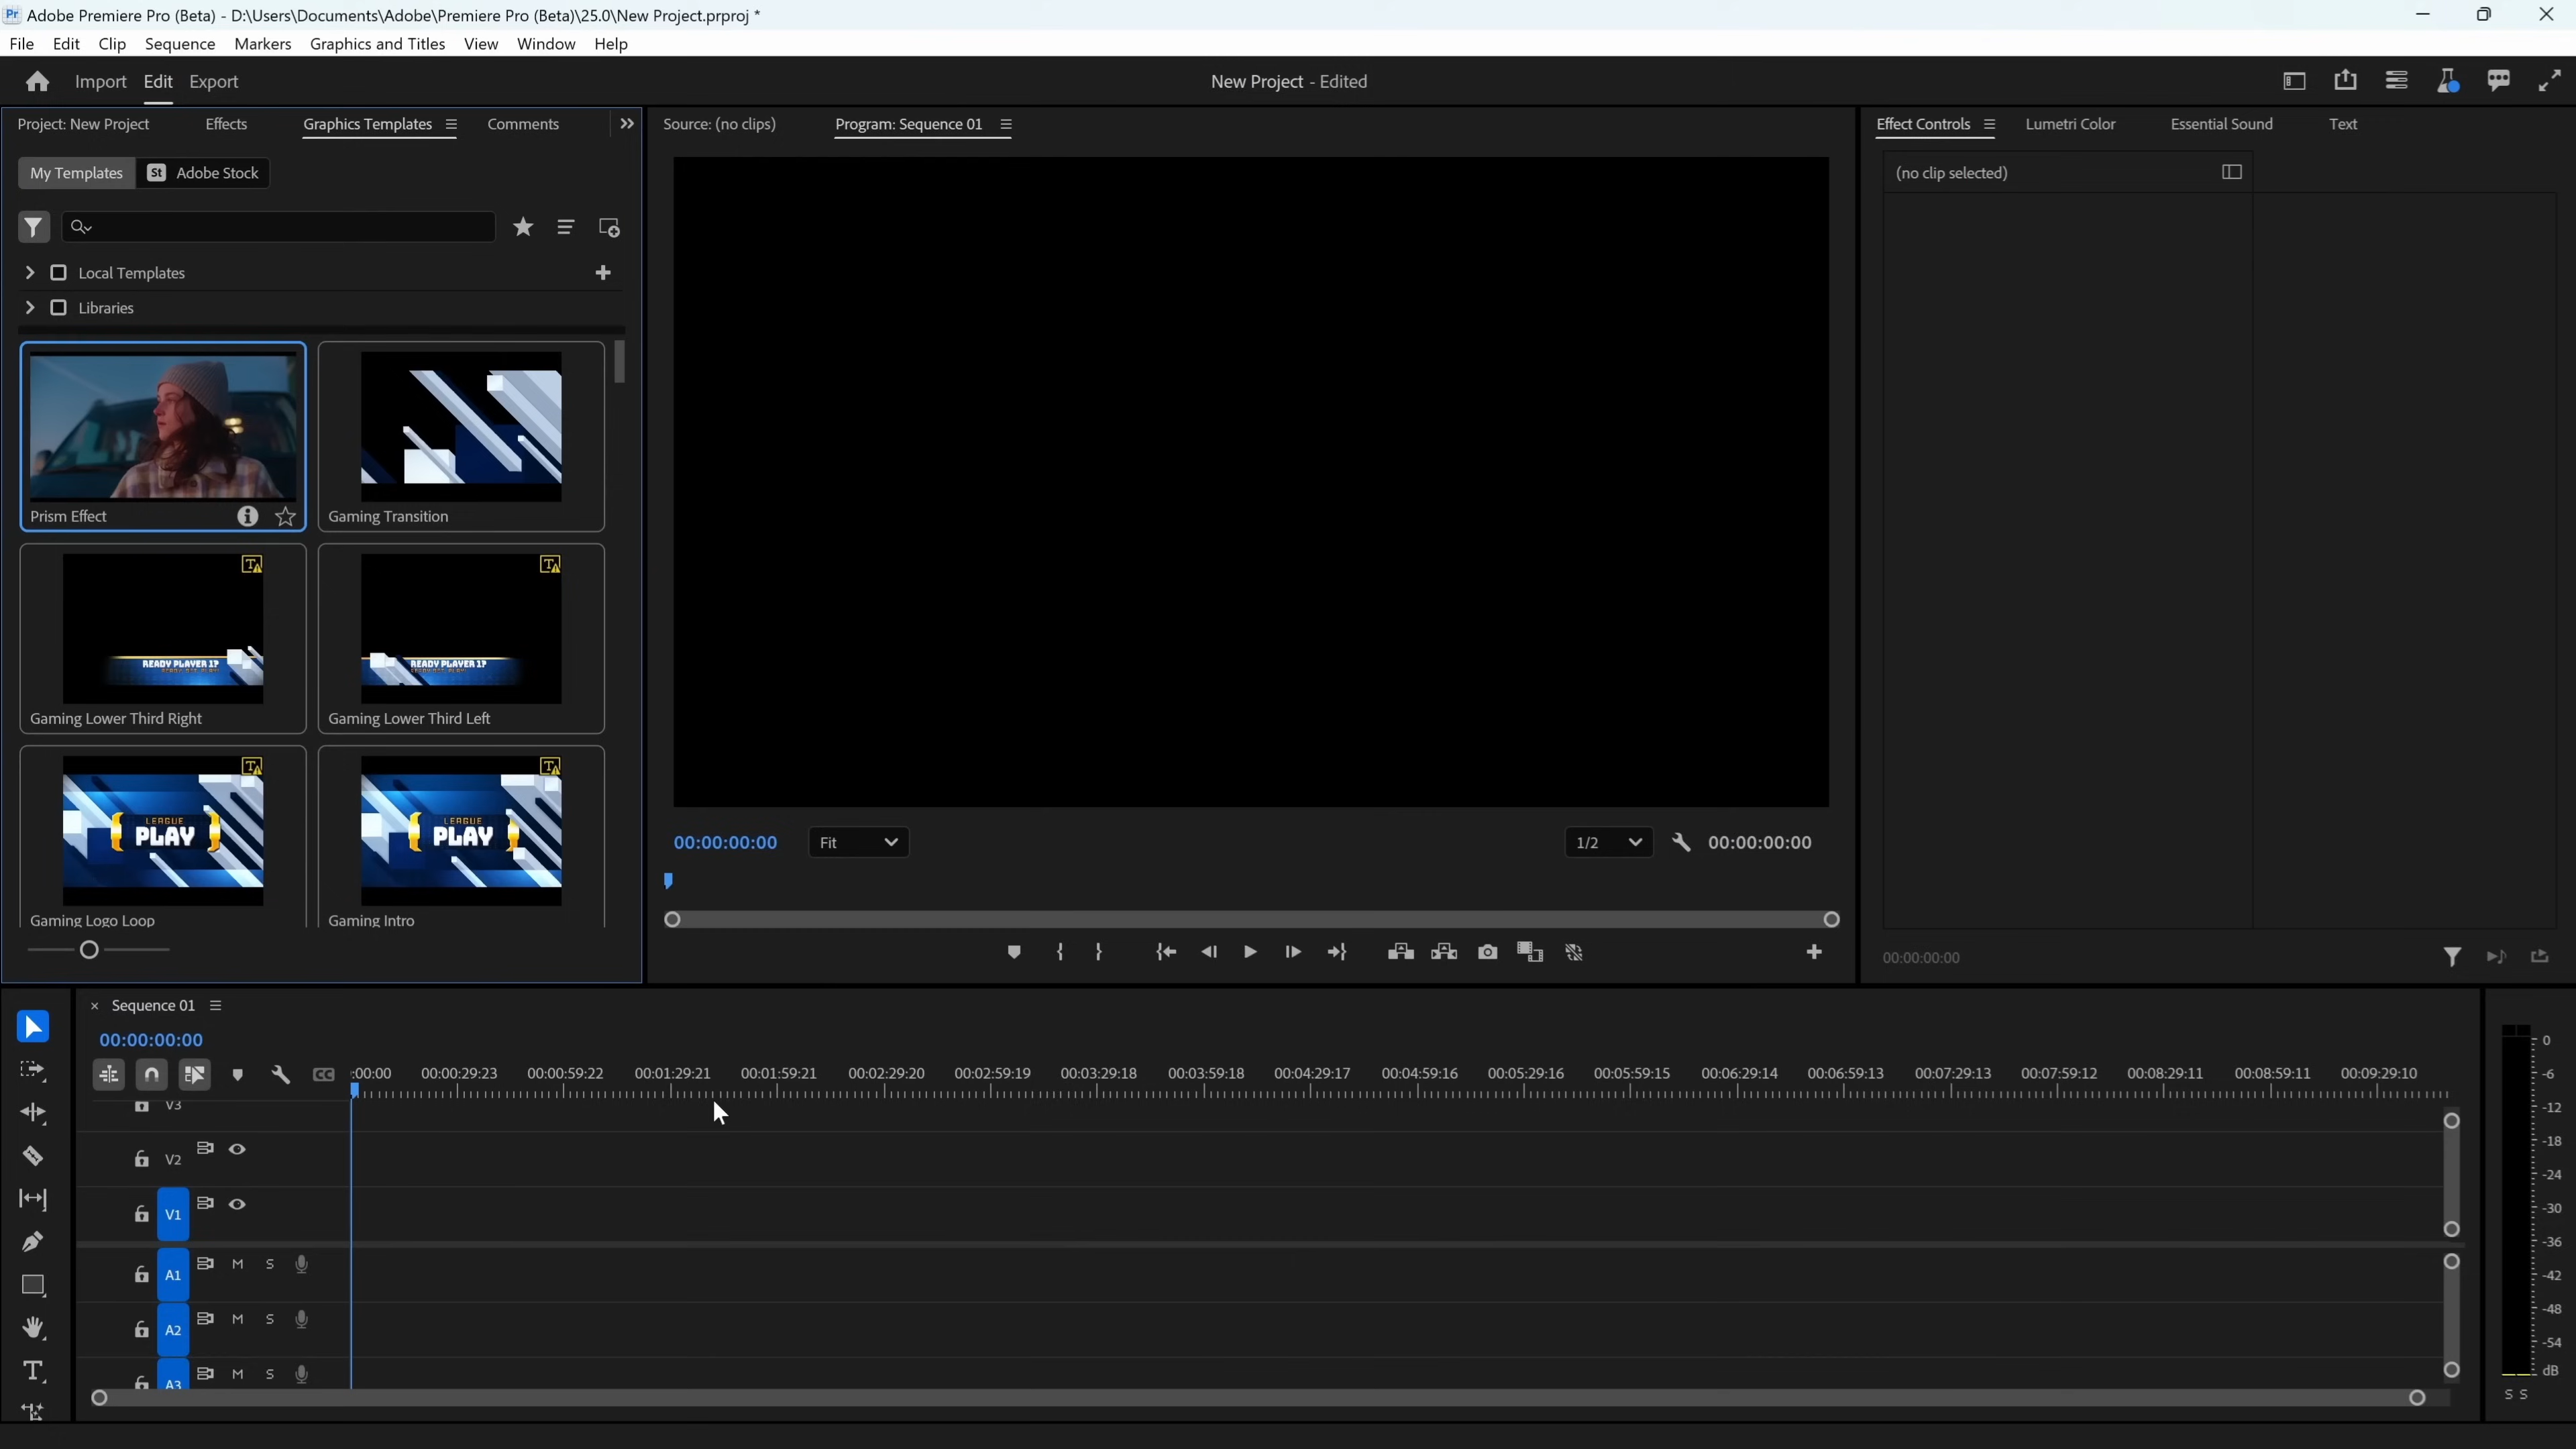 Pr Adobe Premiere Pro (Beta) - D:\Users\Documents\Adobe\Premiere Pro (Beta)\25.0\New Project.prproj *
File Edit Clip Sequence Markers Graphics and Titles View Window Help
Import Edit Export New Project - Edited
Project: New Project Effects Graphics Templates Comments
Source: (no clips) Program: Sequence 01
Effect Controls Lumetri Color Essential Sound Text
My Templates St Adobe Stock
(no clip selected)
Local Templates
Libraries
Prism Effect
Gaming Transition
READY PLAYER 1?
READY PLAYER 1?
Gaming Lower Third Right
Gaming Lower Third Left
LEAGUE
PLAY
LEAGUE
PLAY
Gaming Logo Loop
Gaming Intro
00:00:00:00 Fit 1/2 00:00:00:00
00:00:00:00
× Sequence 01
00:00:00:00
CC :00:00 00:00:29:23 00:00:59:22 00:01:29:21 00:01:59:21 00:02:29:20 00:02:59:19 00:03:29:18 00:03:59:18 00:04:29:17 00:04:59:16 00:05:29:16 00:05:59:15 00:06:29:14 00:06:59:13 00:07:29:13 00:07:59:12 00:08:29:11 00:08:59:11 00:09:29:10
V3
V2
V1
A1 M S
A2 M S
A3 M S
0
-6
-12
-18
-24
-30
-36
-42
-48
-54
dB
S S